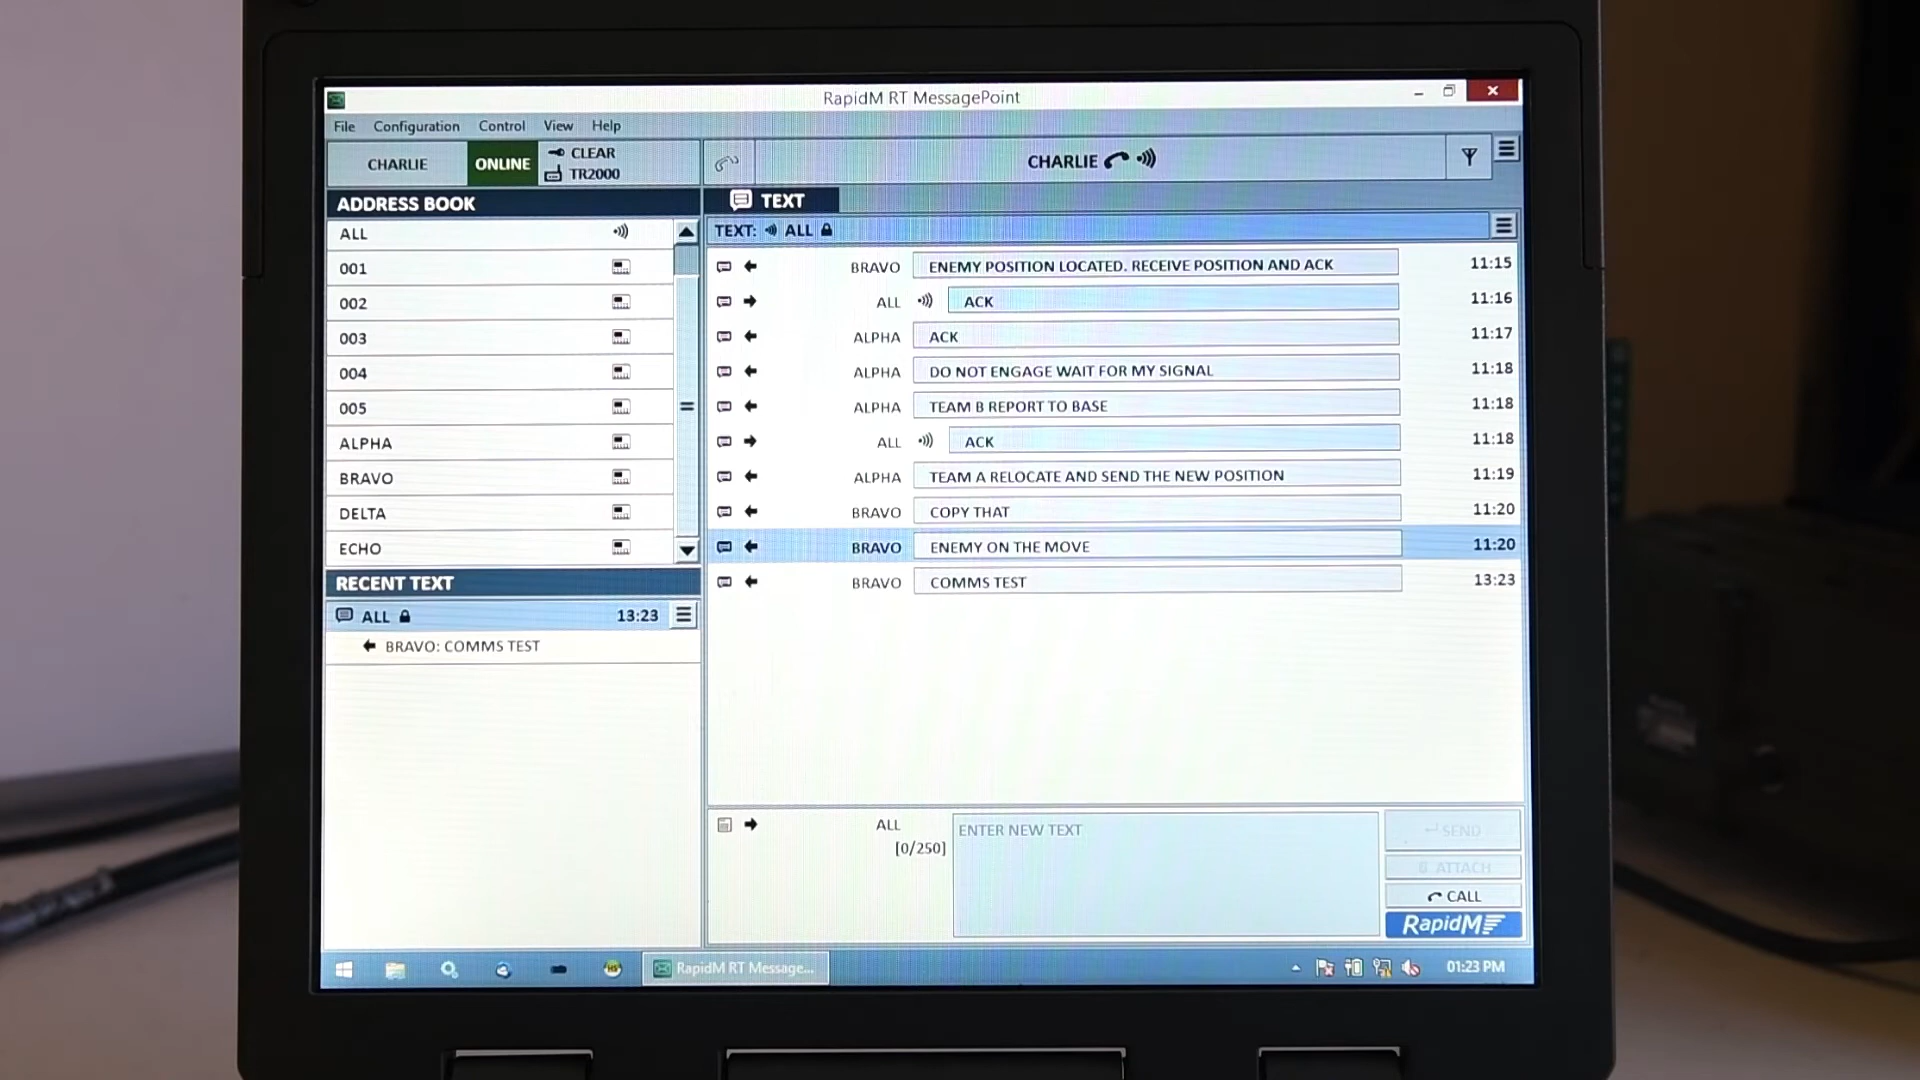 RapidM RT MessagePoint
File Configuration Control View Help
CHARLIE ONLINE CLEAR
TR2000
CHARLIE
ADDRESS BOOK
ALL
001
002
003
004
005
ALPHA
BRAVO
DELTA
ECHO
RECENT TEXT
ALL 13:23
BRAVO: COMMS TEST
TEXT
TEXT: ALL
BRAVO ENEMY POSITION LOCATED. RECEIVE POSITION AND ACK 11:15
ALL ACK 11:16
ALPHA ACK 11:17
ALPHA DO NOT ENGAGE WAIT FOR MY SIGNAL 11:18
ALPHA TEAM B REPORT TO BASE 11:18
ALL ACK 11:18
ALPHA TEAM A RELOCATE AND SEND THE NEW POSITION 11:19
BRAVO COPY THAT 11:20
BRAVO ENEMY ON THE MOVE 11:20
BRAVO COMMS TEST 13:23
ALL
[0/250]
ENTER NEW TEXT
SEND
ATTACH
CALL
RapidM
RapidM RT Message...
01:23 PM